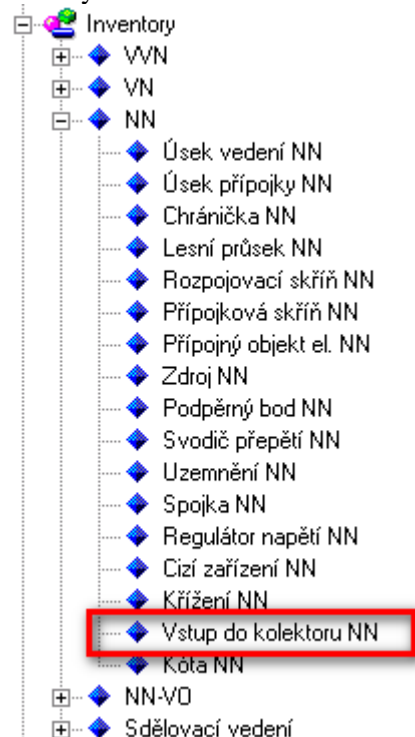 Inventory
VVN
VN
NN
Úsek vedení NN
Úsek přípojky NN
Chránička NN
Lesní průsek NN
Rozpojovací skříň NN
Přípojková skříň NN
Přípojný objekt el. NN
Zdroj NN
Podpěrný bod NN
Svodič přepětí NN
Uzemnění NN
Spojka NN
Regulátor napětí NN
Cizí zařízení NN
Křížení NN
Vstup do kolektoru NN
Kóta NN
NN-VO
Sdělovací vedení